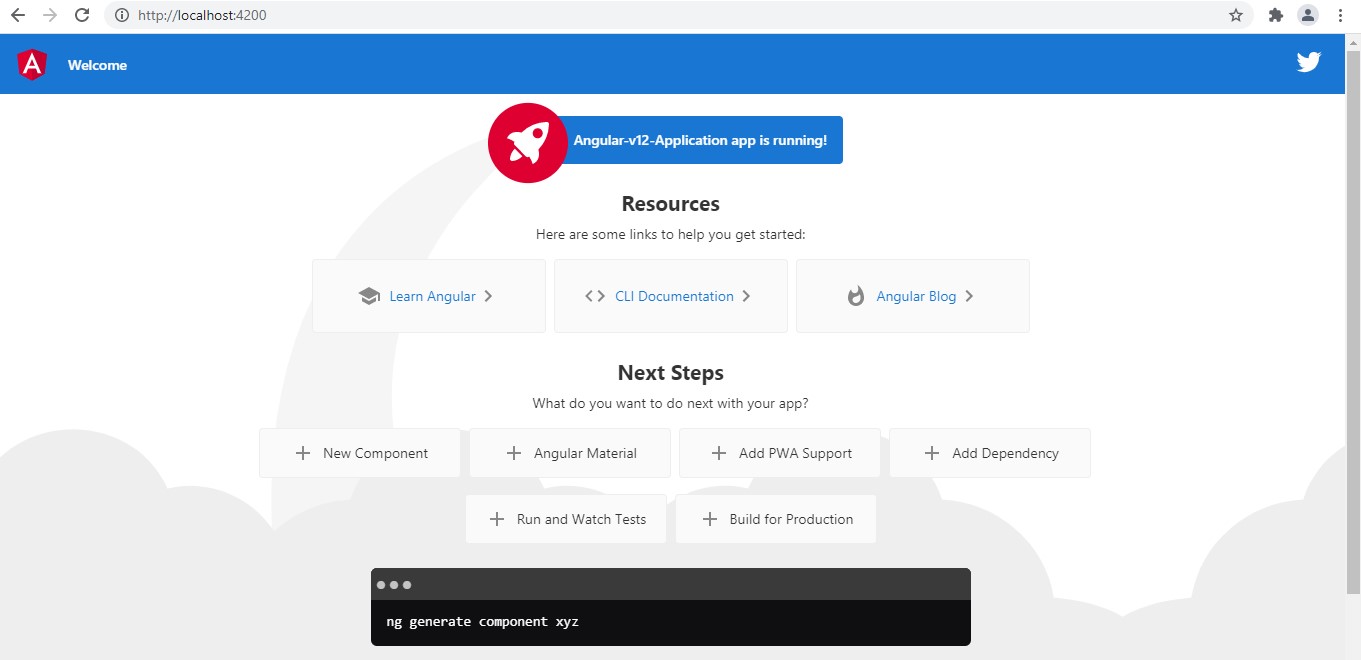 http://localhost:4200
Welcome
Angular-v12-Application app is running!
Resources
Here are some links to help you get started:
Learn Angular
CLI Documentation
Angular Blog
Next Steps
What do you want to do next with your app?
New Component
Angular Material
Add PWA Support
Add Dependency
Run and Watch Tests
Build for Production
ng generate component xyz